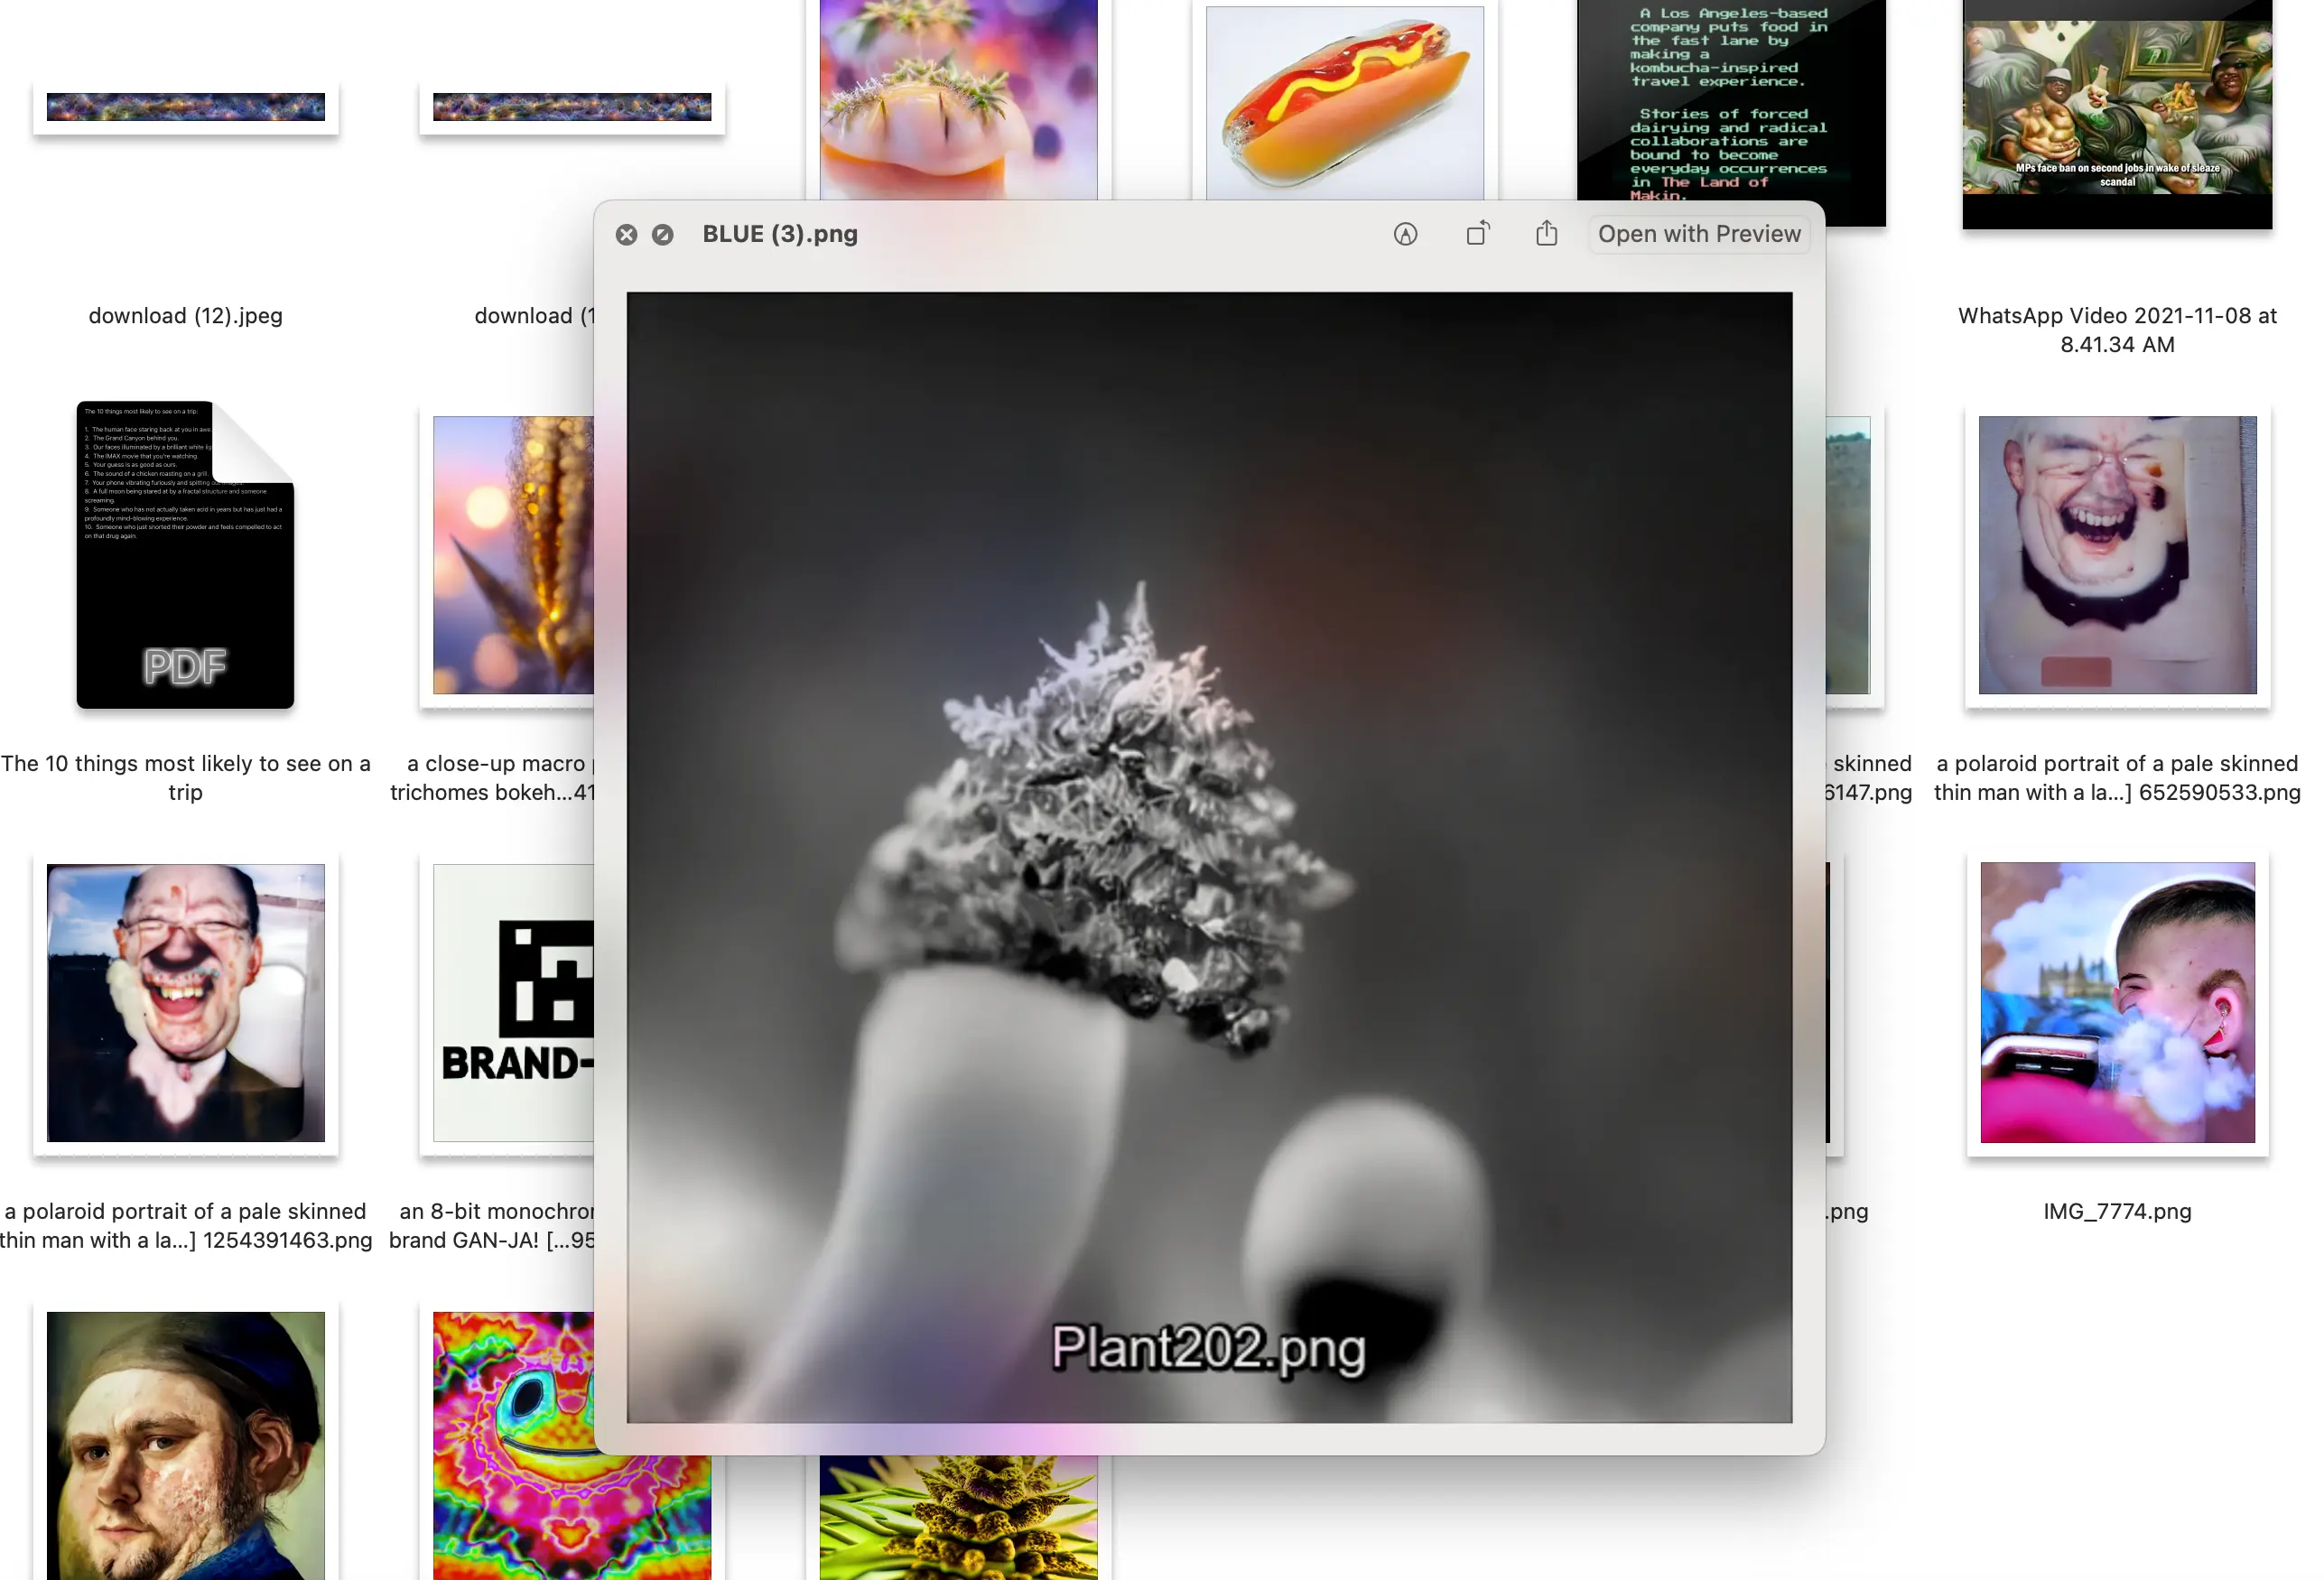 A Los Angeles-based
company puts food in
the fast lane by
making a
kombucha-inspired
travel experience.
Stories of forced
dairying and radical
collaborations are
bound to become
everyday occurrences
in The Land of
Makin.
MPs face ban on second jobs in wake of sleaze
scandal
BLUE (3).png
Open with Preview
download (12).jpeg
download (1
WhatsApp Video 2021-11-08 at
8.41.34 AM
The 10 things most likely to see on a trip:
1. The human face staring back at you in awe
2. The Grand Canyon behind you.
3. Our faces illuminated by a brilliant white
4. The IMAX movie that you're watching.
5. Your guess is as good as ours.
6. The sound of a chicken roasting on a grill.
7. Your phone vibrating furiously and spitting
8. A full moon being stared at by a fractal structure and someone
screaming.
9. Someone who has not actually taken acid in years but has just had a
profoundly mind-blowing experience.
10. Someone who just snorted their powder and feels compelled to act
on that drug again.
PDF
The 10 things most likely to see on a
trip
a close-up macro
trichomes bokeh...41
skinned
6147.png
a polaroid portrait of a pale skinned
thin man with a la...] 652590533.png
BRAND-
a polaroid portrait of a pale skinned
thin man with a la...] 1254391463.png
an 8-bit monochro
brand GAN-JA! [...95
.png
IMG_7774.png
Plant202.png